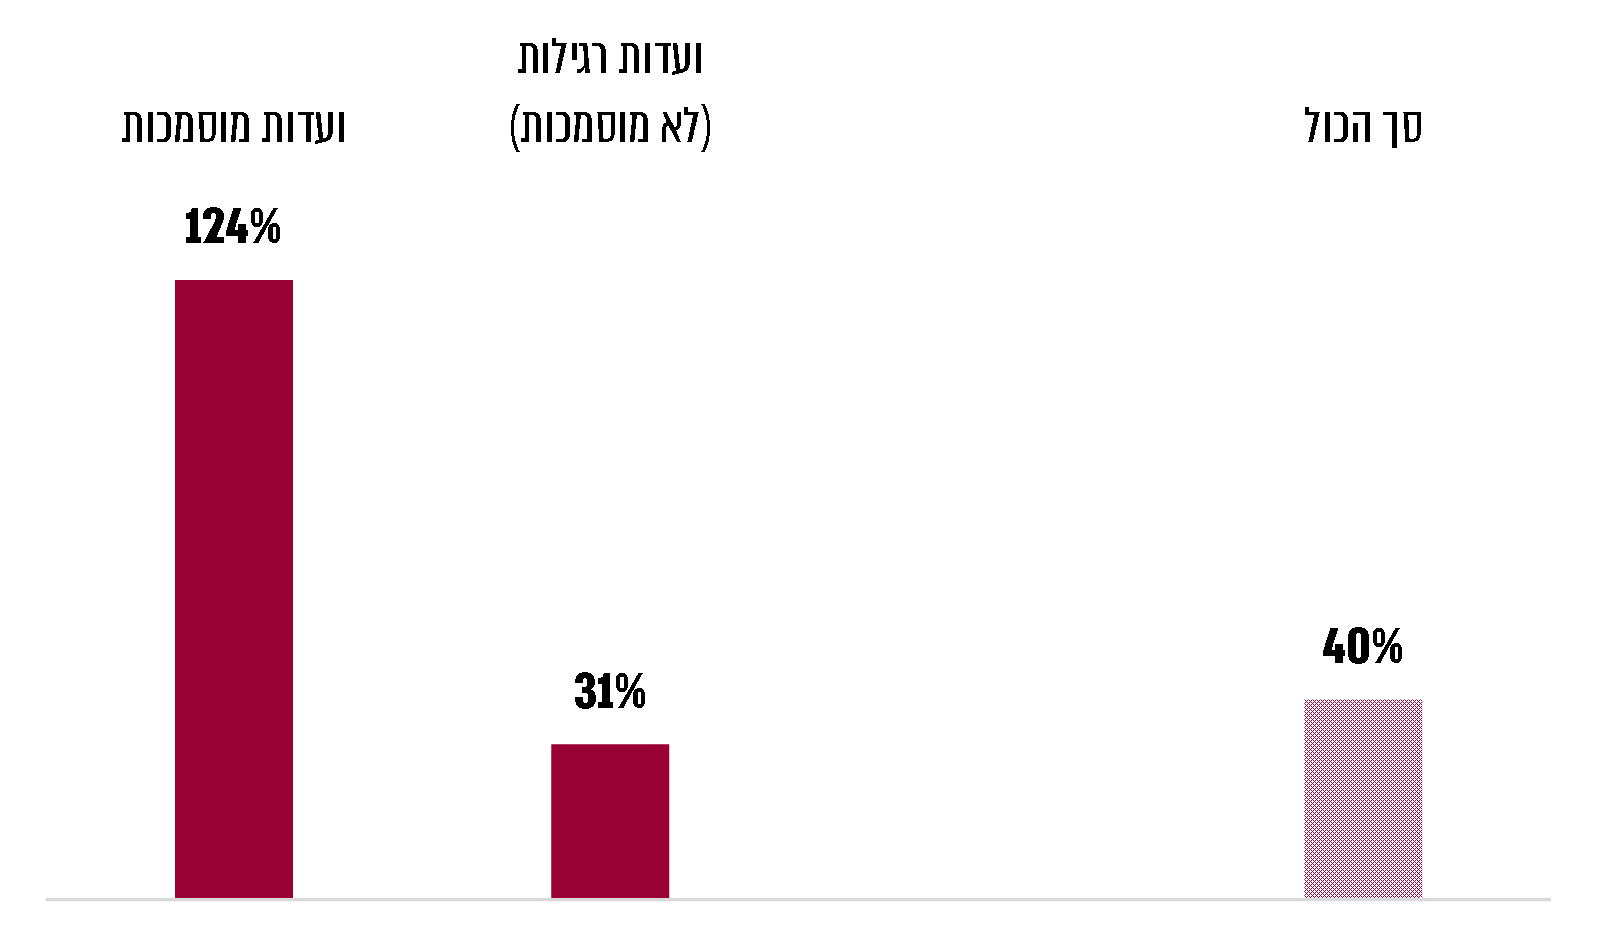 ועדות רגילות
(לא מוסמכות)
ועדות מוסמכות
סך הכול
124%
31%
40%